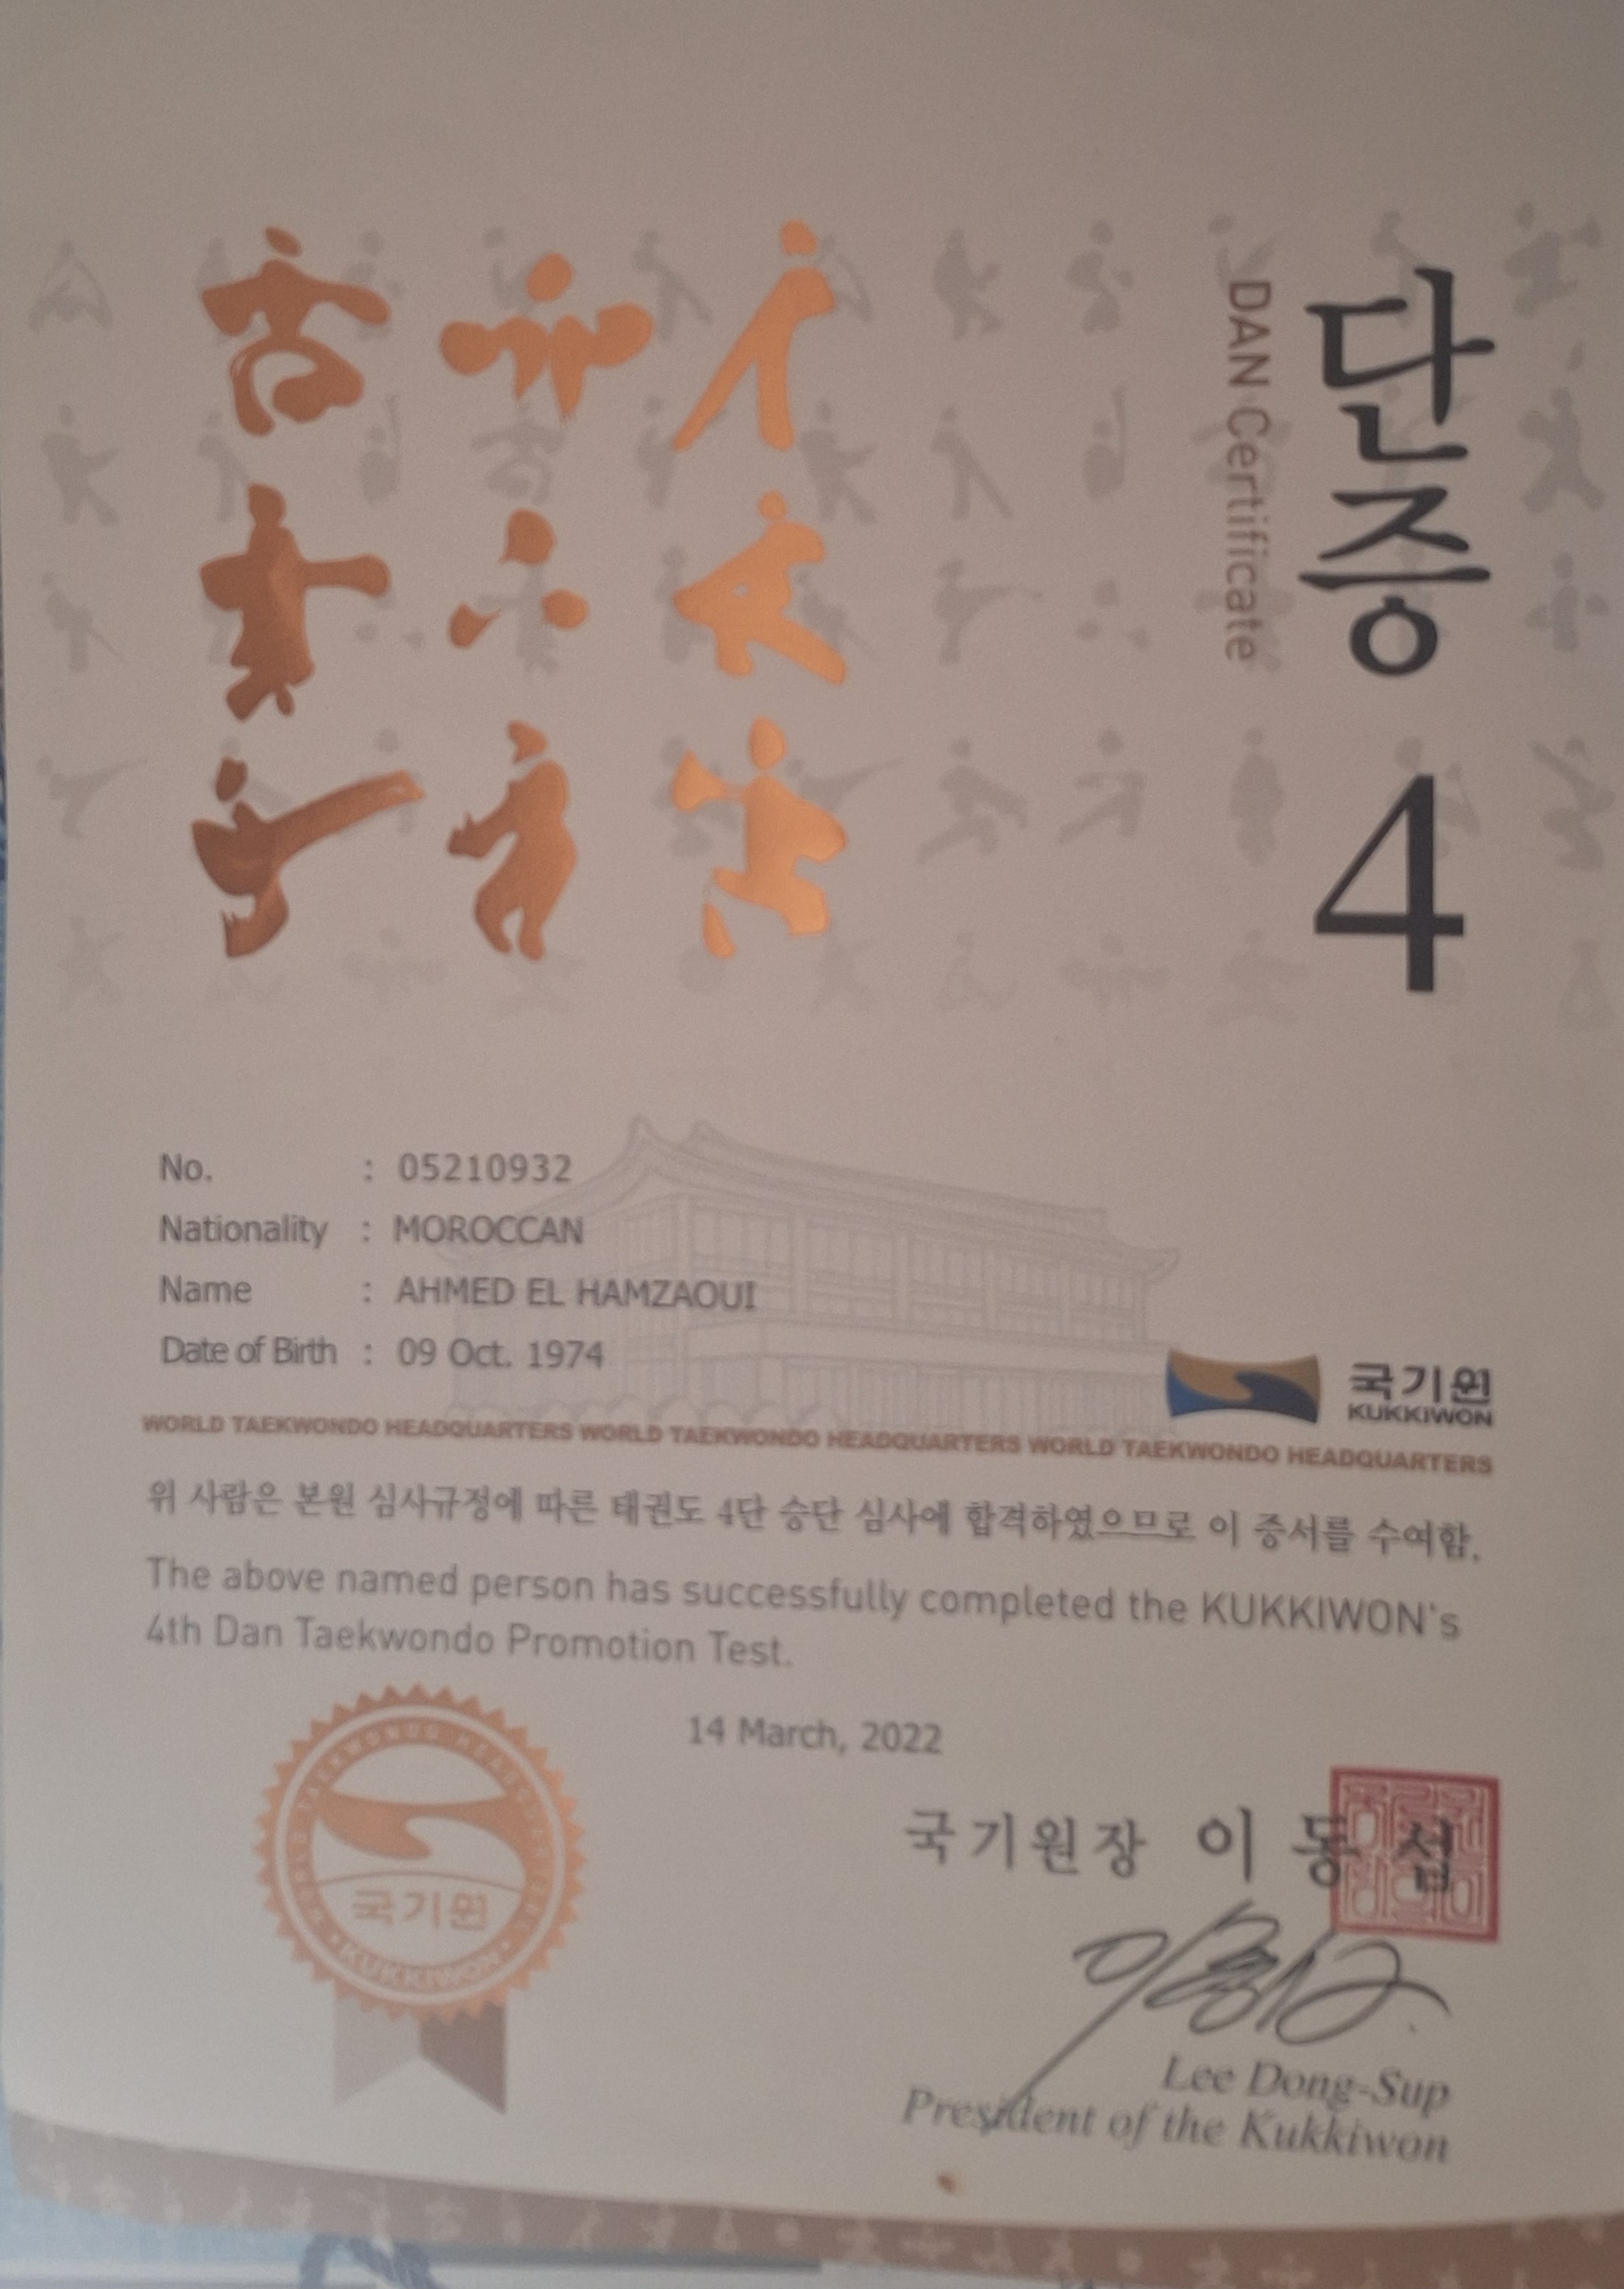 단증 4
DAN Certificate
No. : 05210932
Nationality : MOROCCAN
Name : AHMED EL HAMZAOUI
Date of Birth : 09 Oct. 1974
국기원
KUKKIWON
WORLD TAEKWONDO HEADQUARTERS WORLD TAEKWONDO HEADQUARTERS WORLD TAEKWONDO HEADQUARTERS
위 사람은 본원 심사규정에 따른 태권도 4단 승단 심사에 합격하였으므로 이 증서를 수여함.
The above named person has successfully completed the KUKKIWON's
4th Dan Taekwondo Promotion Test.
14 March, 2022
WORLD TAEKWONDO HEADQUARTERS
국기원
KUKKIWON
국기원장 이동섭
Lee Dong-Sup
President of the Kukkiwon